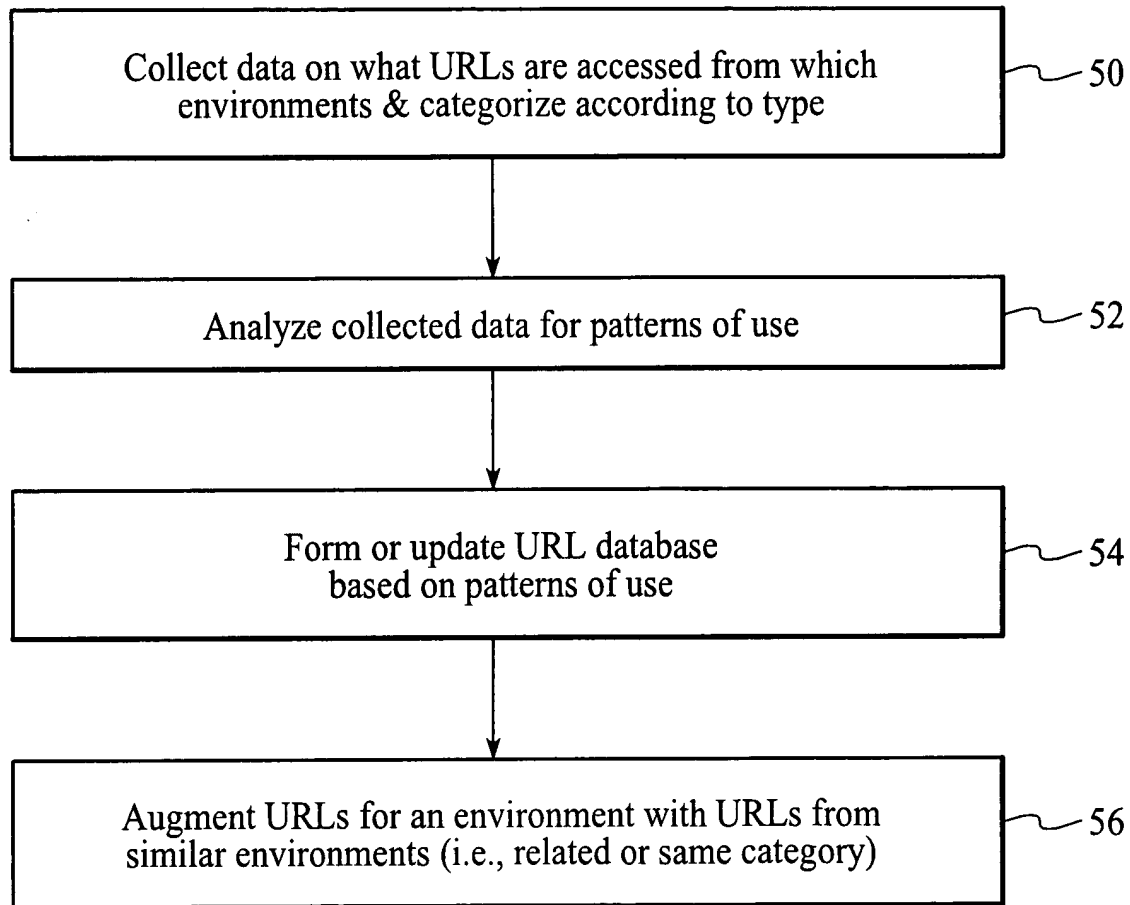 Collect data on what URLs are accessed from which
environments & categorize according to type
50
Analyze collected data for patterns of use
52
Form or update URL database
based on patterns of use
54
Augment URLs for an environment with URLs from
similar environments (i.e., related or same category)
56